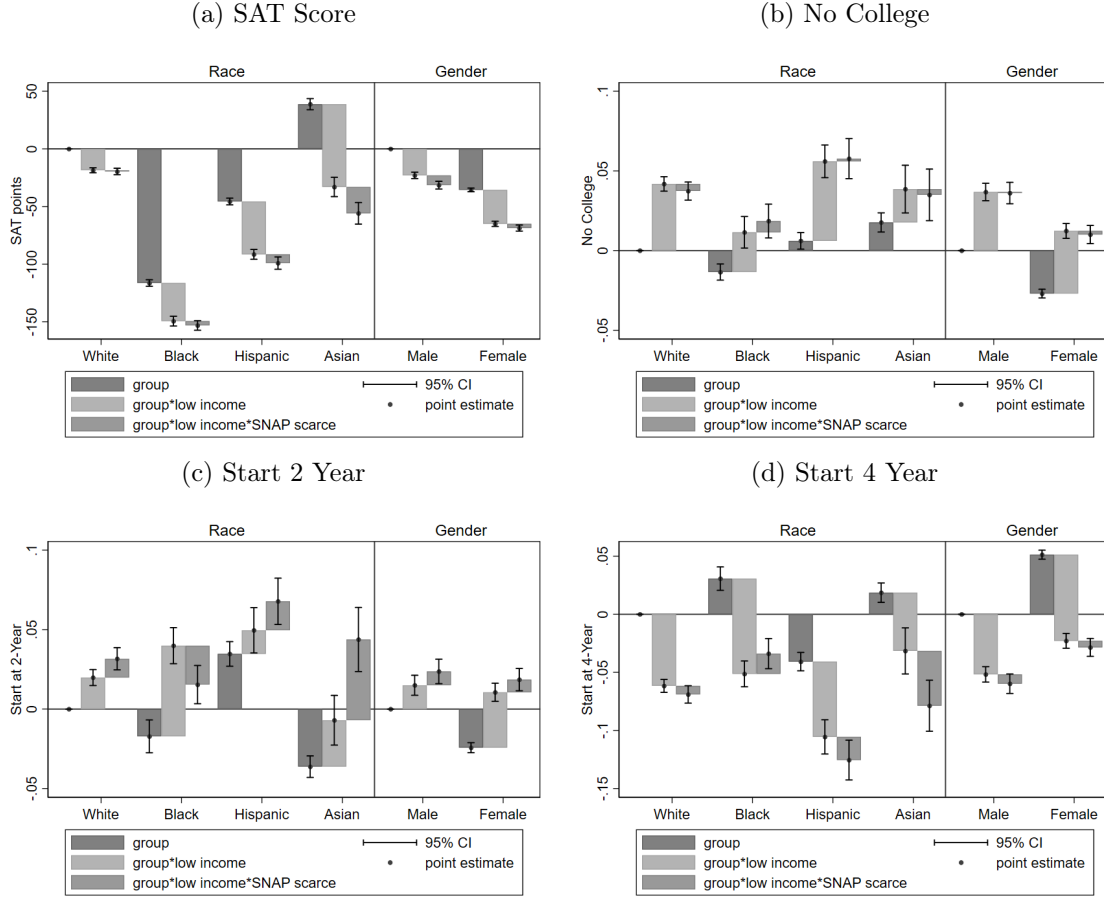 (a) SAT Score
Race Gender
SAT points
50
0
-50
-100
-150
White Black Hispanic Asian Male Female
group
group*low income
group*low income*SNAP scarce
95% CI
point estimate
(b) No College
Race Gender
No College
.1
.05
0
-.05
White Black Hispanic Asian Male Female
group
group*low income
group*low income*SNAP scarce
95% CI
point estimate
(c) Start 2 Year
Race Gender
Start at 2-Year
.1
.05
0
-.05
White Black Hispanic Asian Male Female
group
group*low income
group*low income*SNAP scarce
95% CI
point estimate
(d) Start 4 Year
Race Gender
Start at 4-Year
.05
0
-.05
-.1
-.15
White Black Hispanic Asian Male Female
group
group*low income
group*low income*SNAP scarce
95% CI
point estimate